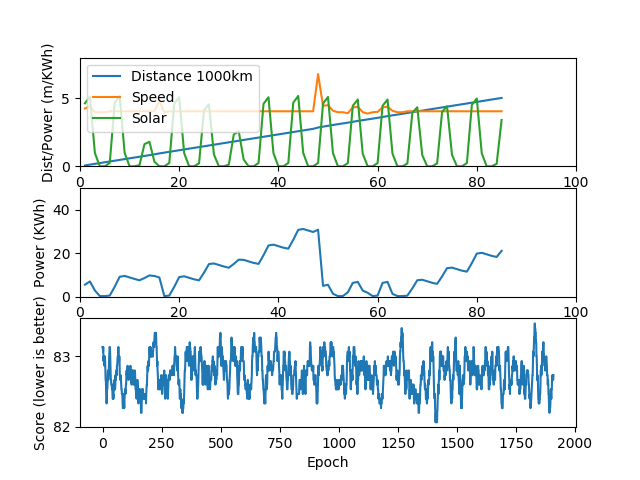 Dist/Power (m/KWh)
5
0
Distance 1000km
Speed
Solar
0 20 40 60 80 100
Power (KWh)
40
20
0
0 20 40 60 80 100
Score (lower is better)
83
82
0 250 500 750 1000 1250 1500 1750 2000
Epoch